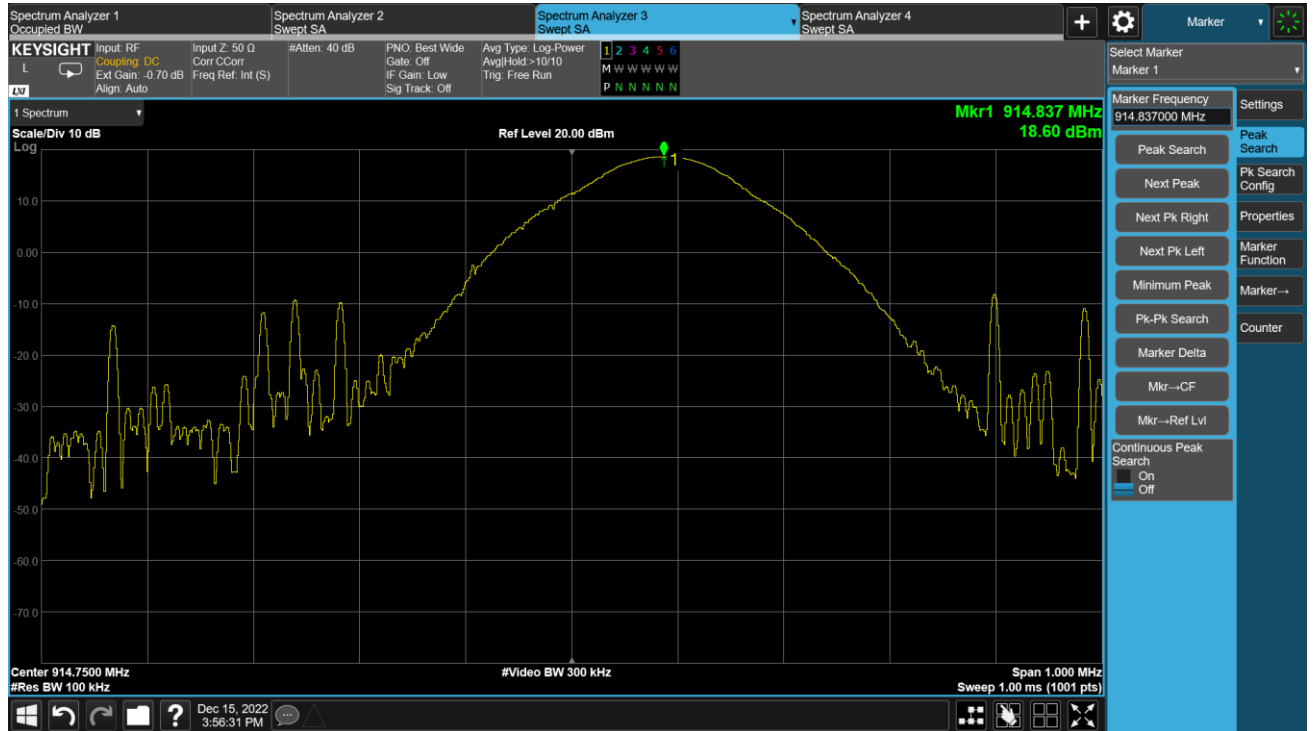 Spectrum Analyzer 1
Occupied BW
Spectrum Analyzer 2
Swept SA
Spectrum Analyzer 3
Swept SA
Spectrum Analyzer 4
Swept SA
Marker
KEYSIGHT
L
LXI
Input: RF
Coupling: DC
Ext Gain: -0.70 dB
Align: Auto
Input Z: 50 Ω
Corr CCorr
Freq Ref: Int (S)
#Atten: 40 dB
PNO: Best Wide
Gate: Off
IF Gain: Low
Sig Track: Off
Avg Type: Log-Power
Avg|Hold:>10/10
Trig: Free Run
1 2 3 4 5 6
M W W W W W
P N N N N N
Select Marker
Marker 1
1 Spectrum
Mkr1 914.837 MHz
18.60 dBm
Scale/Div 10 dB
Ref Level 20.00 dBm
Log
1
10.0
0.00
-10.0
-20.0
-30.0
-40.0
-50.0
-60.0
-70.0
Center 914.7500 MHz
#Res BW 100 kHz
#Video BW 300 kHz
Span 1.000 MHz
Sweep 1.00 ms (1001 pts)
Marker Frequency
914.837000 MHz
Peak Search
Next Peak
Next Pk Right
Next Pk Left
Minimum Peak
Pk-Pk Search
Marker Delta
Mkr→CF
Mkr→Ref Lvl
Continuous Peak
Search
On
Off
Settings
Peak
Search
Pk Search
Config
Properties
Marker
Function
Marker→
Counter
?
Dec 15, 2022
3:56:31 PM